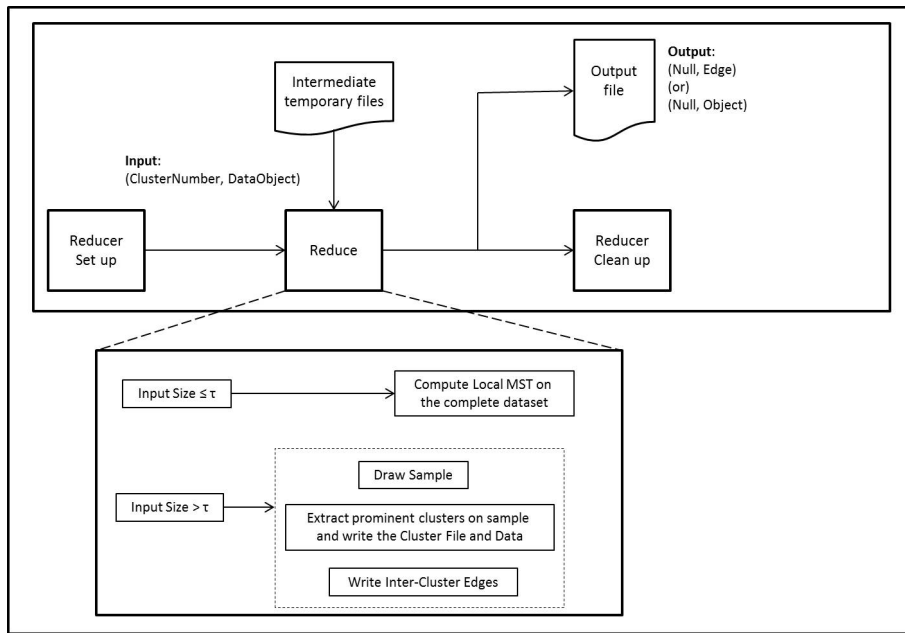 Intermediate
temporary files
Output
file
Output:
(Null, Edge)
(or)
(Null, Object)
Input:
(ClusterNumber, DataObject)
Reducer
Set up
Reduce
Reducer
Clean up
Input Size ≤ τ
Compute Local MST on
the complete dataset
Input Size > τ
Draw Sample
Extract prominent clusters on sample
and write the Cluster File and Data
Write Inter-Cluster Edges